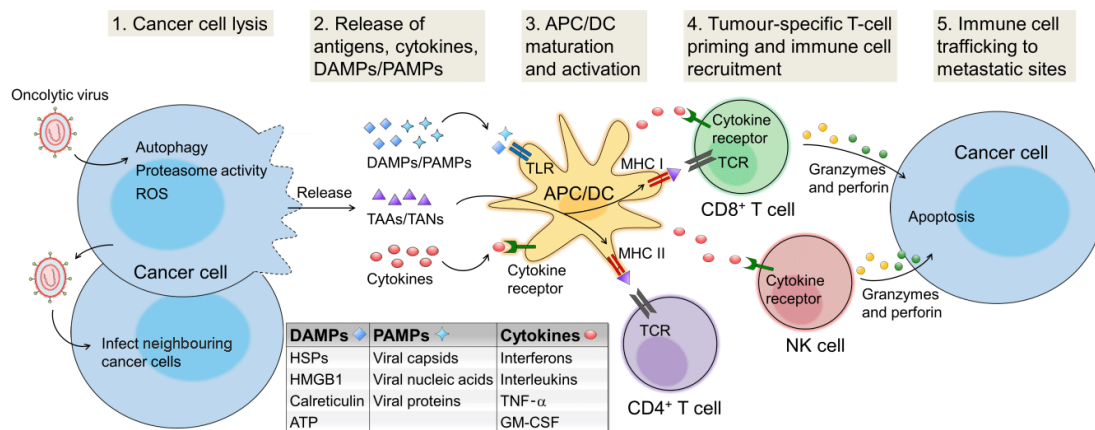 1. Cancer cell lysis
2. Release of
antigens, cytokines,
DAMPs/PAMPs
3. APC/DC
maturation
and activation
4. Tumour-specific T-cell
priming and immune cell
recruitment
5. Immune cell
trafficking to
metastatic sites
Oncolytic virus
Autophagy
Proteasome activity
ROS
Cancer cell
Infect neighbouring
cancer cells
Release
DAMPs/PAMPs
TAAs/TANs
Cytokines
TLR
APC/DC
MHC I
MHC II
Cytokine
receptor
Cytokine
receptor
TCR
CD8⁺ T cell
TCR
CD4⁺ T cell
Cytokine
receptor
NK cell
Granzymes
and perforin
Granzymes
and perforin
Cancer cell
Apoptosis
DAMPs PAMPs Cytokines
HSPs Viral capsids Interferons
HMGB1 Viral nucleic acids Interleukins
Calreticulin Viral proteins TNF-α
ATP GM-CSF